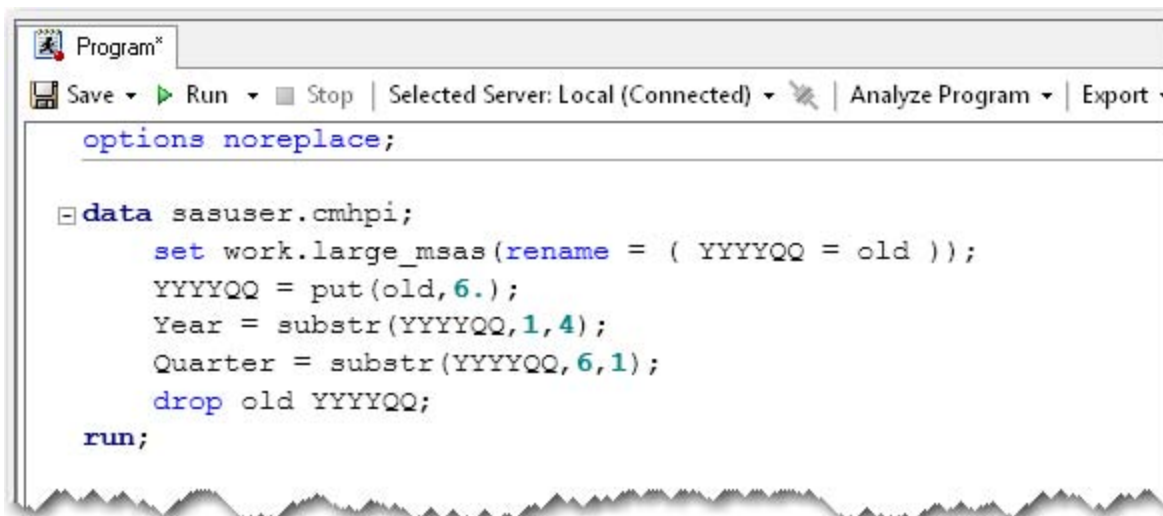 Program*
Save Run Stop | Selected Server: Local (Connected) | Analyze Program | Export
options noreplace;
data sasuser.cmhpi;
set work.large_msas(rename = ( YYYYQQ = old ));
YYYYQQ = put(old,6.);
Year = substr(YYYYQQ,1,4);
Quarter = substr(YYYYQQ,6,1);
drop old YYYYQQ;
run;